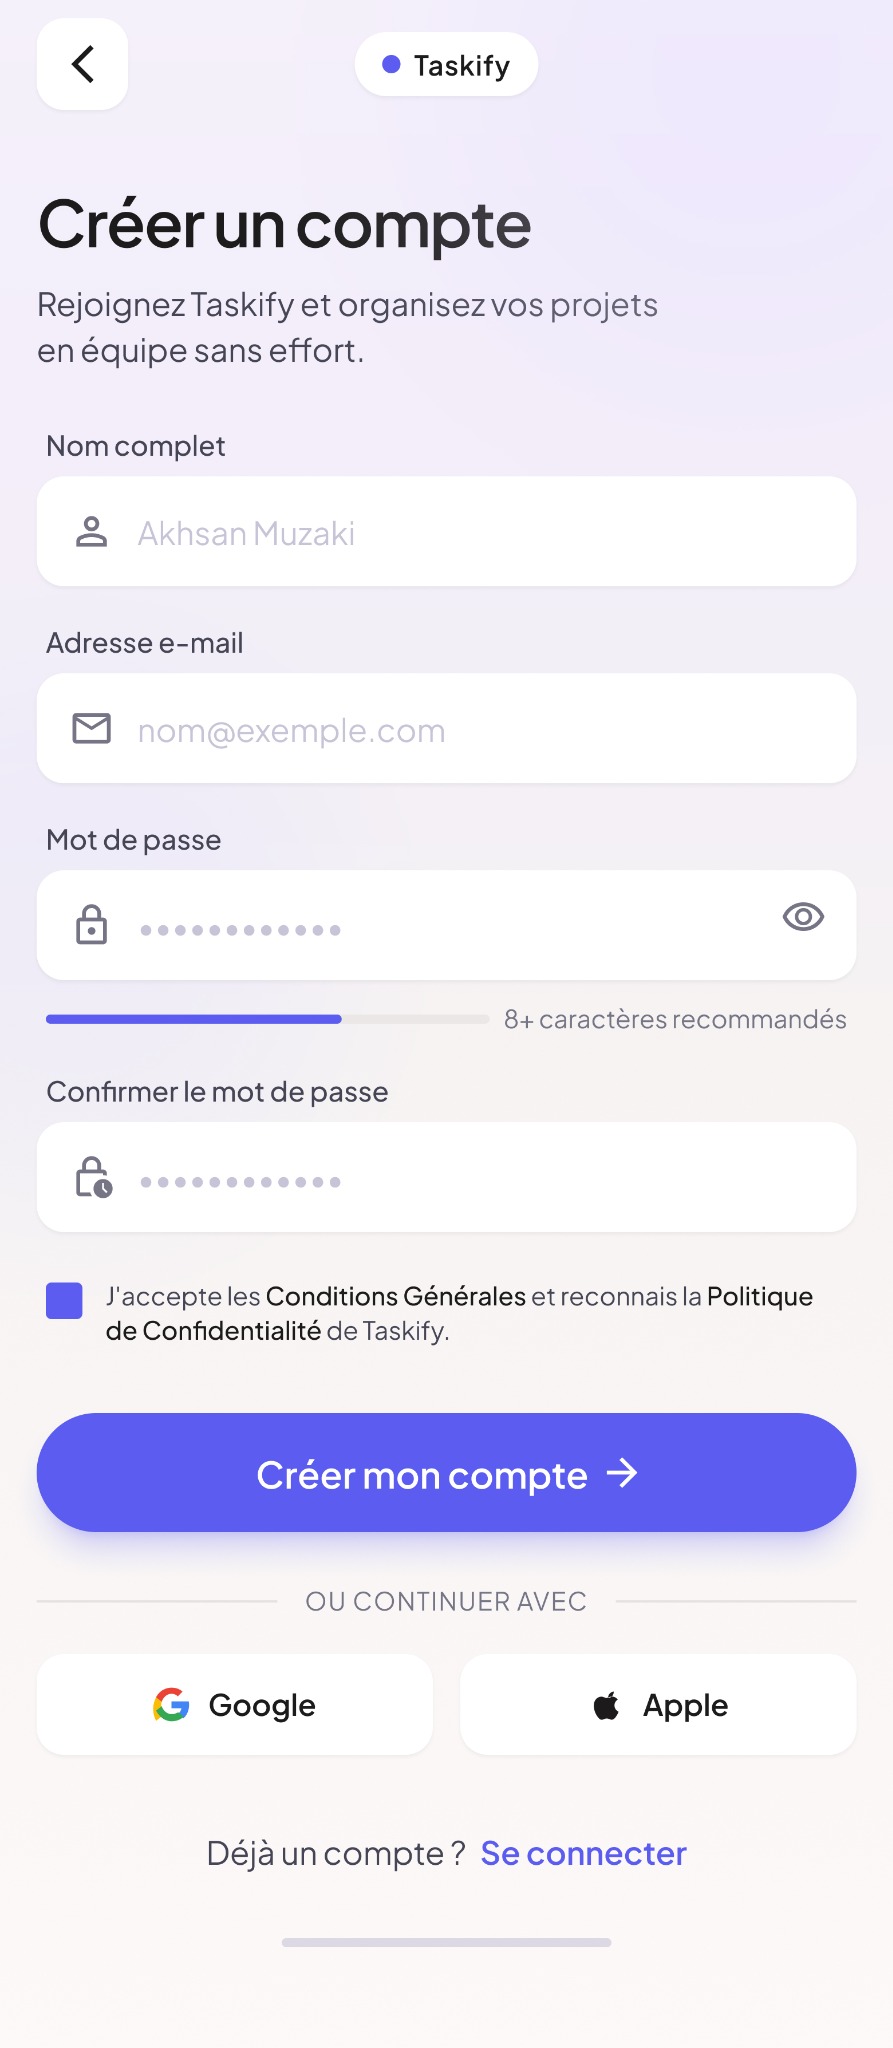 Taskify
Créer un compte
Rejoignez Taskify et organisez vos projets
en équipe sans effort.
Nom complet
Akhsan Muzaki
Adresse e-mail
nom@exemple.com
Mot de passe
••••••••••••
8+ caractères recommandés
Confirmer le mot de passe
••••••••••••
J'accepte les Conditions Générales et reconnais la Politique
de Confidentialité de Taskify.
Créer mon compte →
OU CONTINUER AVEC
Google
Apple
Déjà un compte ? Se connecter